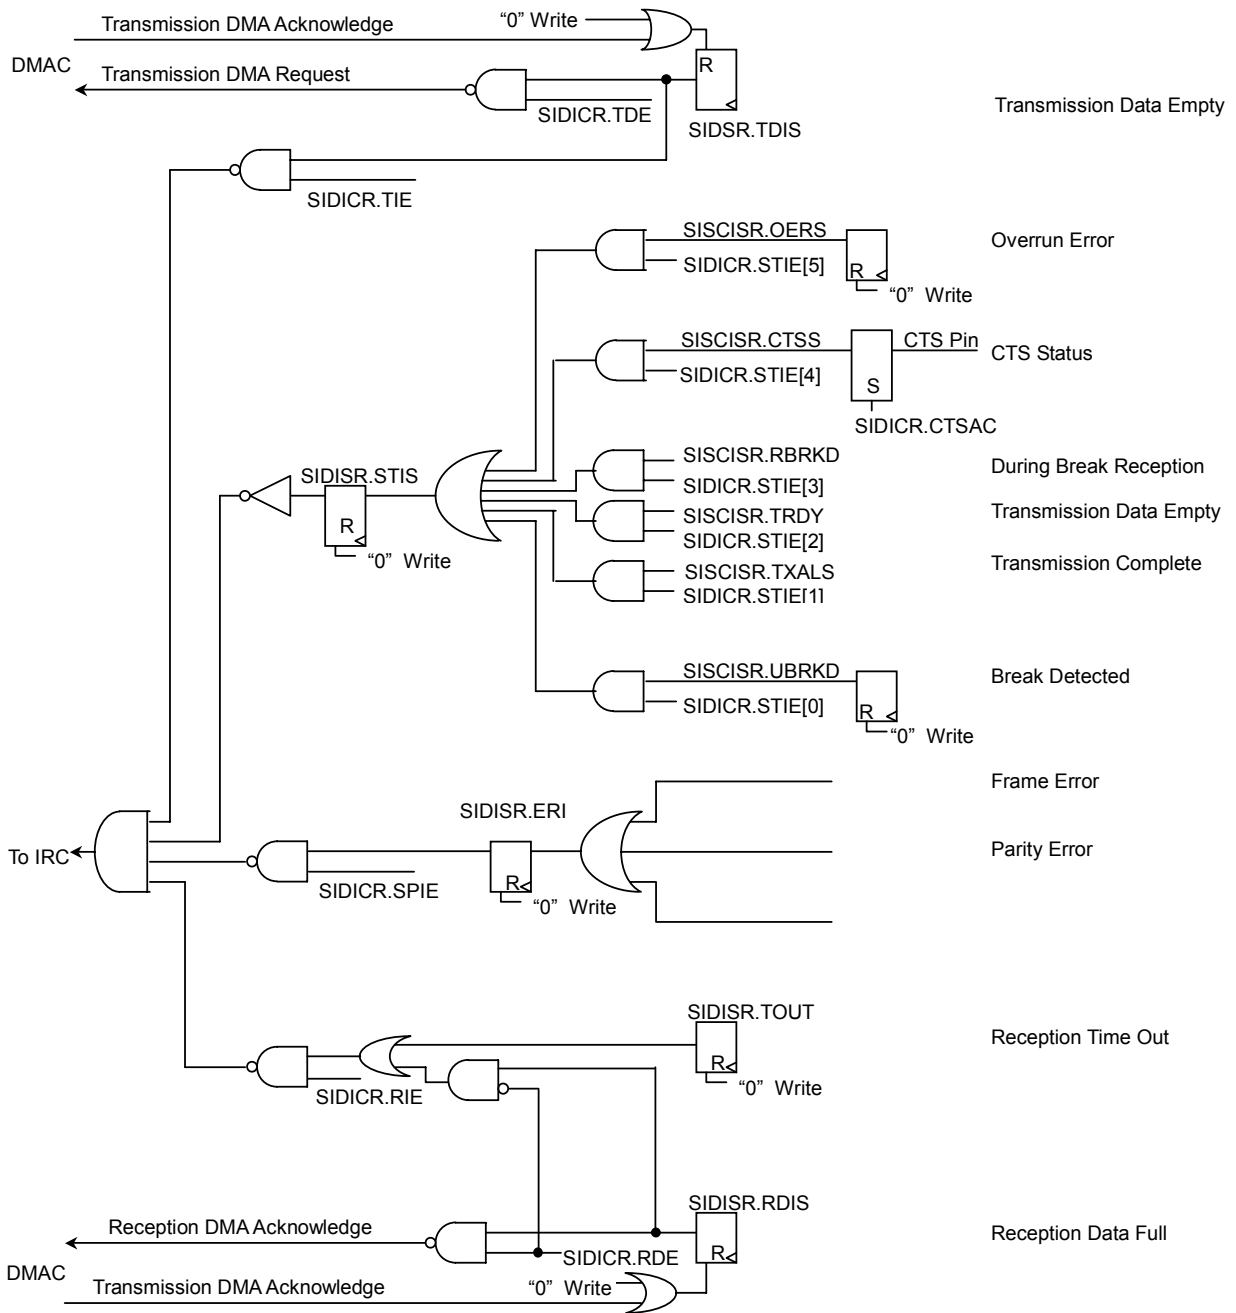 Transmission DMA Acknowledge
“0” Write
DMAC
R
Transmission DMA Request
SIDICR.TDE
SIDSR.TDIS
Transmission Data Empty
SIDICR.TIE
SISCISR.OERS
Overrun Error
SIDICR.STIE[5]
R
“0” Write
SISCISR.CTSS
CTS Pin
CTS Status
SIDICR.STIE[4]
S
SIDICR.CTSAC
SISCISR.RBRKD
During Break Reception
SIDISR.STIS
SIDICR.STIE[3]
SISCISR.TRDY
Transmission Data Empty
R
SIDICR.STIE[2]
“0” Write
SISCISR.TXALS
Transmission Complete
SIDICR.STIE[1]
SISCISR.UBRKD
Break Detected
SIDICR.STIE[0]
R
“0” Write
Frame Error
SIDISR.ERI
To IRC
Parity Error
R
SIDICR.SPIE
“0” Write
SIDISR.TOUT
Reception Time Out
R
“0” Write
SIDICR.RIE
SIDISR.RDIS
Reception DMA Acknowledge
Reception Data Full
R
SIDICR.RDE
DMAC
Transmission DMA Acknowledge
“0” Write